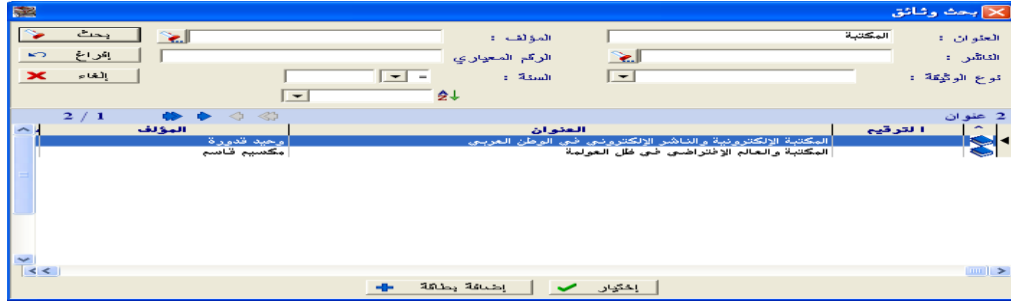 بحث وثائق
العنوان : المكتبة المؤلف : بحث
الناشر : الرقم المعياري إفراغ
نوع الوثيقة : السنة : = إلغاء
2 عنوان 1 / 2
الترقيم العنوان المؤلف
المكتبة الإلكترونية والناشر الإلكتروني في الوطن العربي وحيد قدورة
المكتبة والعالم الإفتراضي في ظل العولمة مكسيم قاسم
إختيار إضافة بطاقة